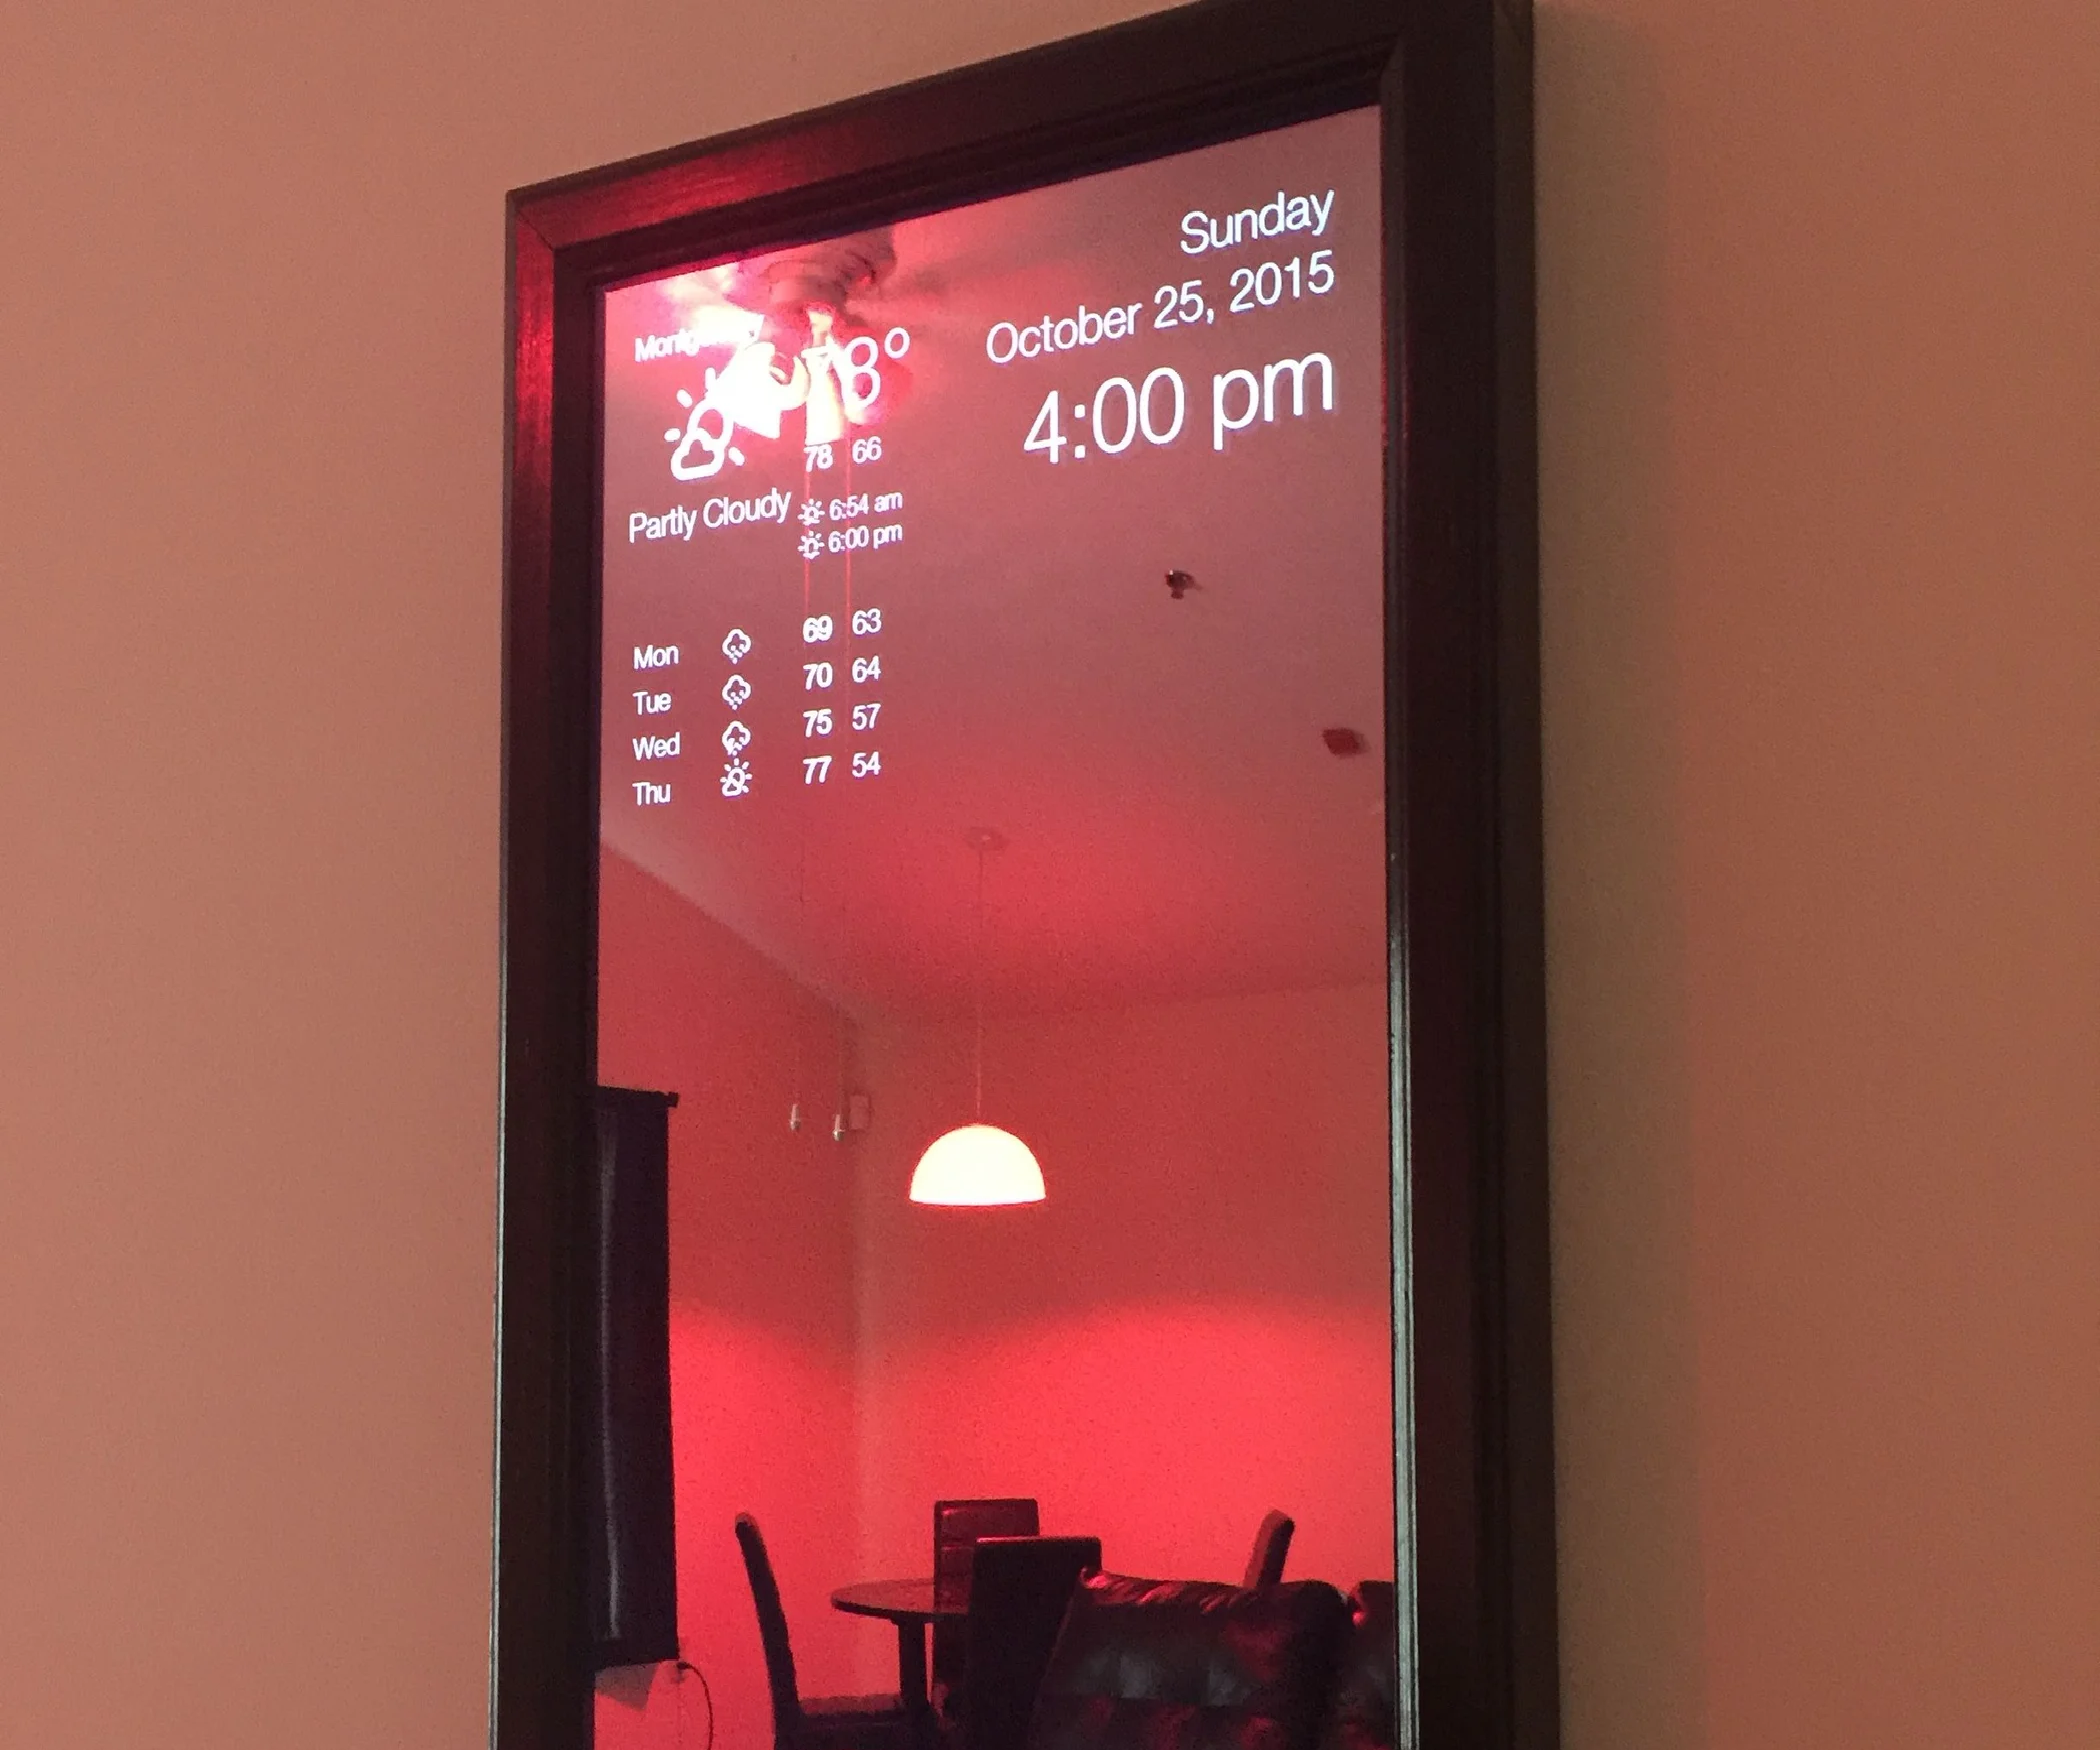 Sunday
October 25, 2015
4:00 pm
78°
78 66
Partly Cloudy
6:54 am
6:00 pm
Mon 69 63
Tue 70 64
Wed 75 57
Thu 77 54